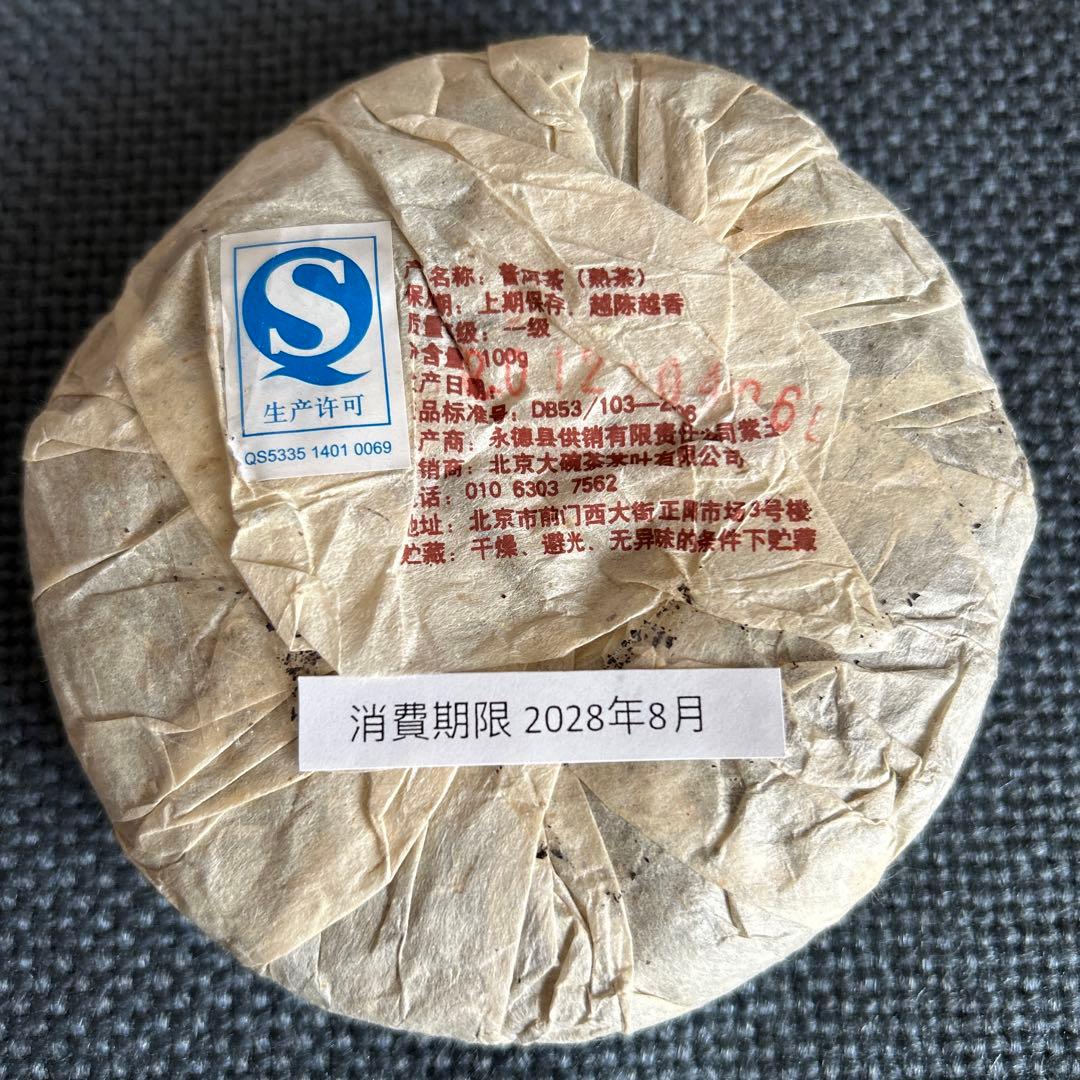 S
生产许可
QS5335 1401 0069
产名称：普洱茶（熟茶）
保 期：上期保存、越陈越香
质量 级：一级
含量 100g
产日期：
品标准号：DB53/103—
产商：永德县供销有限责任公司紫玉
销商：北京大碗茶茶叶有限公司
话：010 6303 7562
地址：北京市前门西大街正阳市场3号楼
贮藏：干燥、避光、无异味的条件下贮藏
消費期限 2028年8月